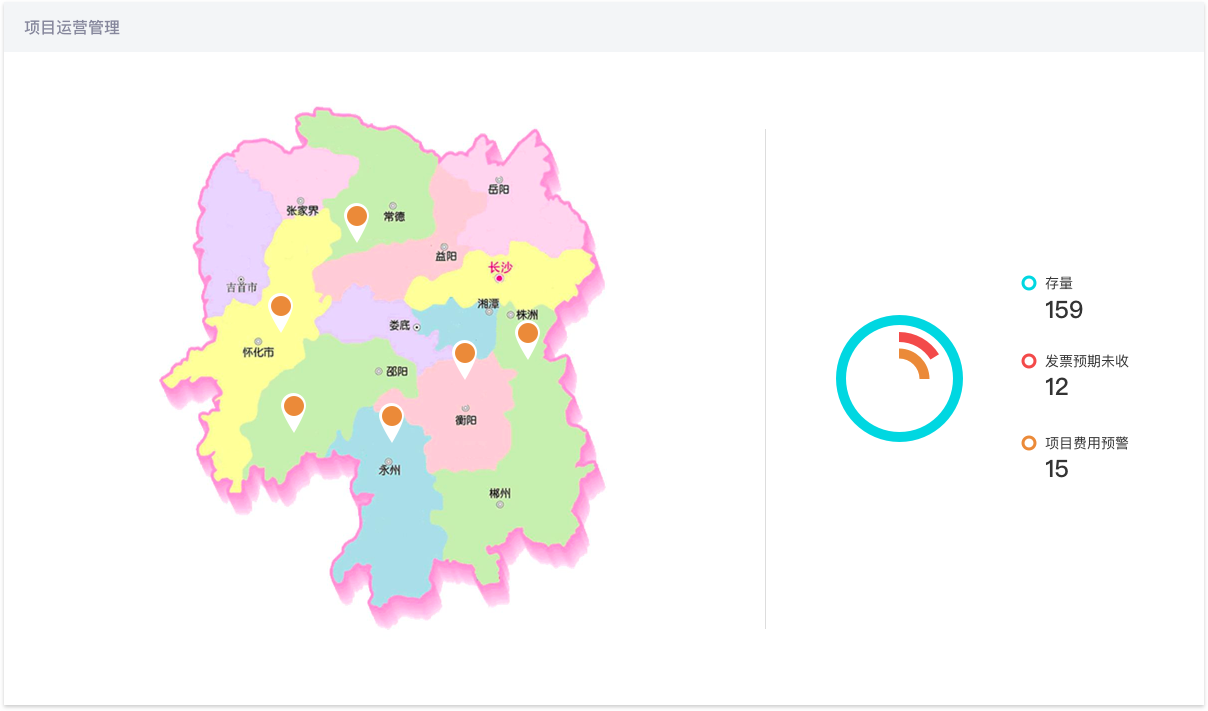 项目运营管理
岳阳
张家界
常德
益阳
长沙
吉首市
湘潭
株洲
娄底
怀化市
邵阳
衡阳
永州
郴州
存量
159
发票预期未收
12
项目费用预警
15